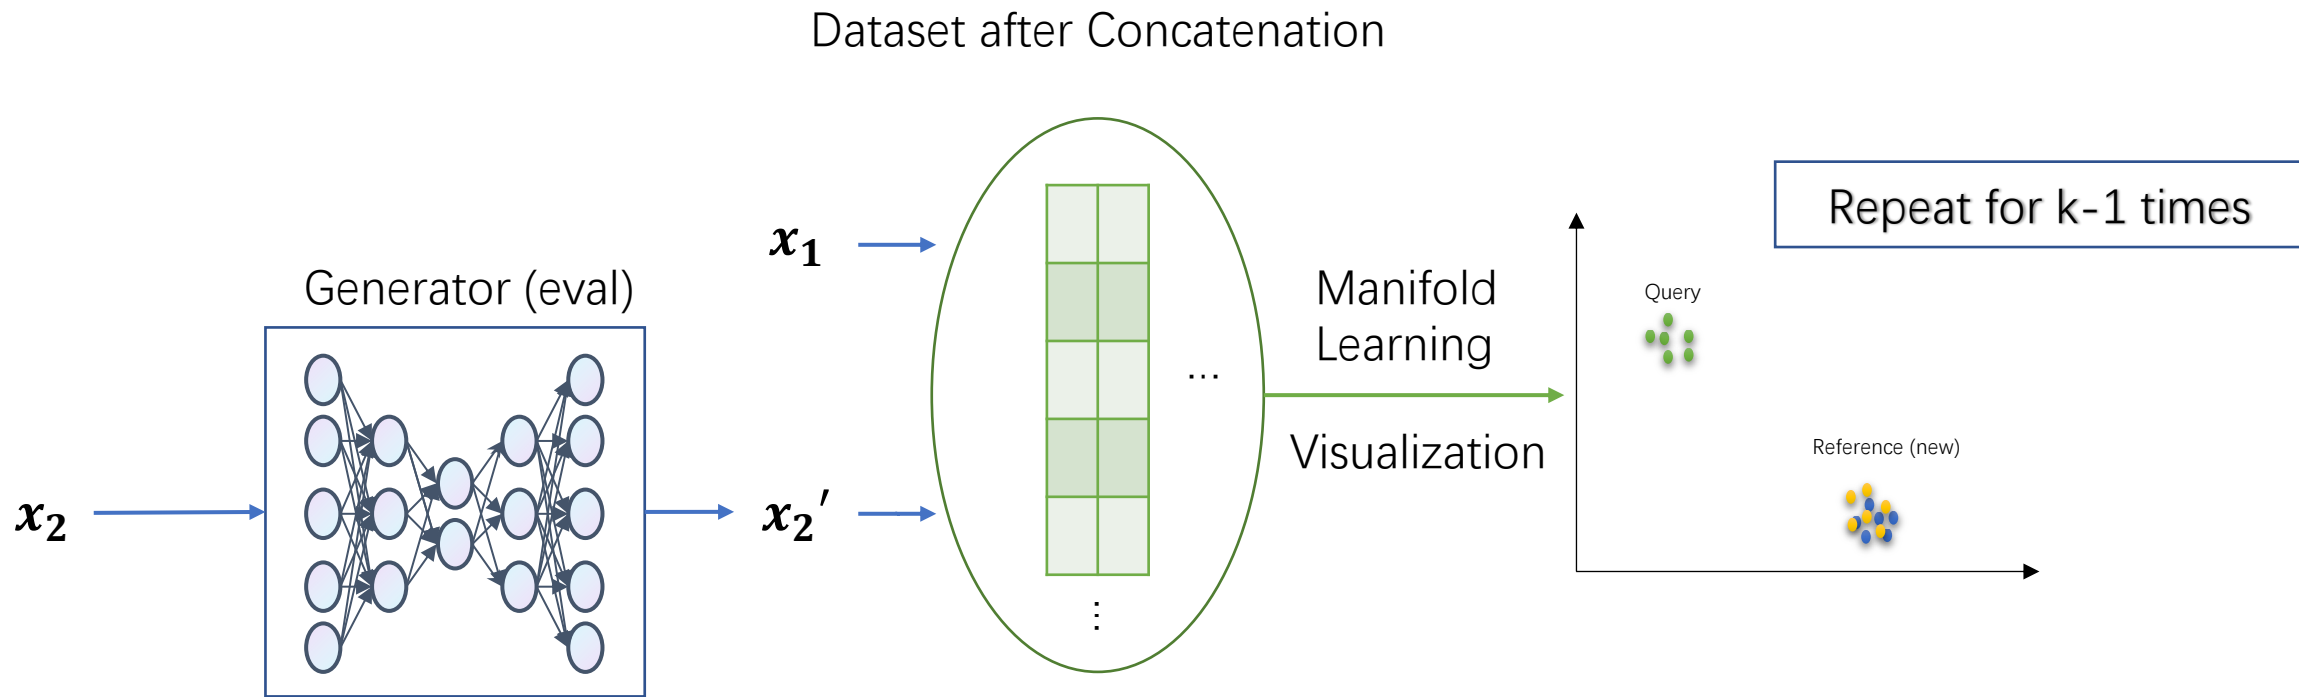 Dataset after Concatenation
Repeat for k-1 times
x₁
Generator (eval)
Manifold
Learning
Query
...
Visualization
Reference (new)
x₂
x₂′
⋮